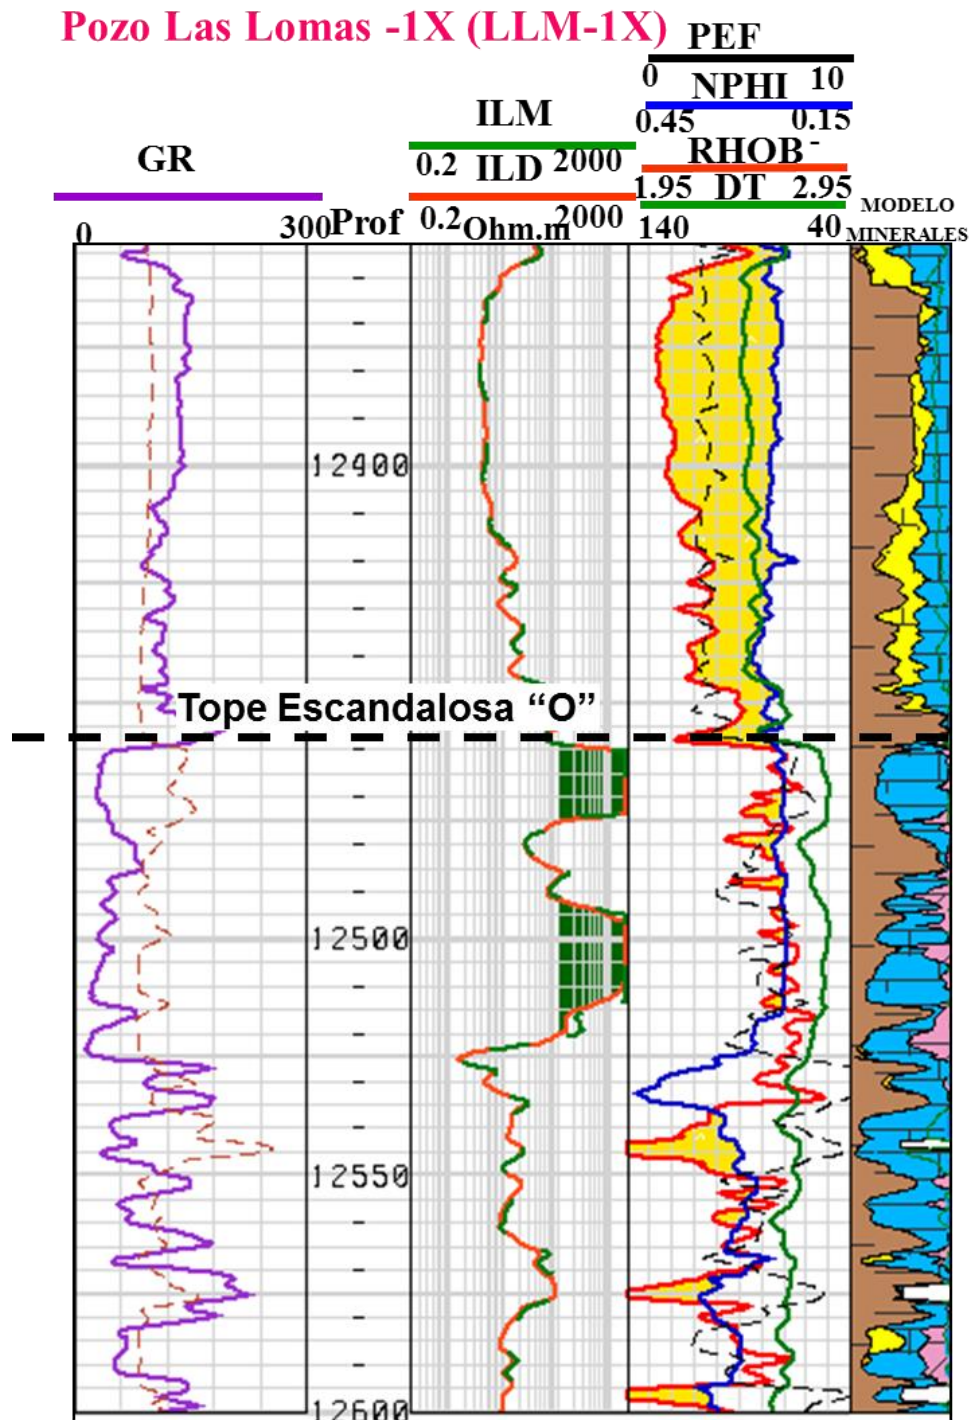 Pozo Las Lomas -1X (LLM-1X)
PEF
0 10
NPHI
0.45 0.15
-
RHOB
1.95 2.95
DT
140 40
ILM
0.2 2000
ILD
0.2 2000
Ohm.m
GR
0 300
Prof
MODELO
MINERALES
12400
Tope Escandalosa “O”
12500
12550
12600